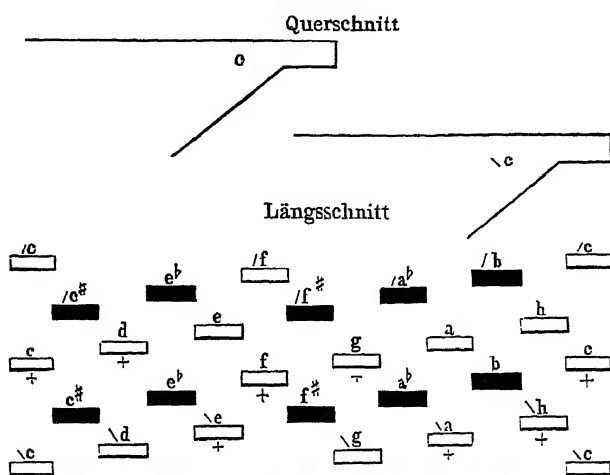 Querschnitt
c
\c
Längsschnitt
/c /f /c
e♭ /a♭ /b
/c♯ /f♯
d e a h
+
c f g c
+ + - +
e♭ a♭ b
c♯ f♯
\d \e \a \h
+ + +
\c \g \c